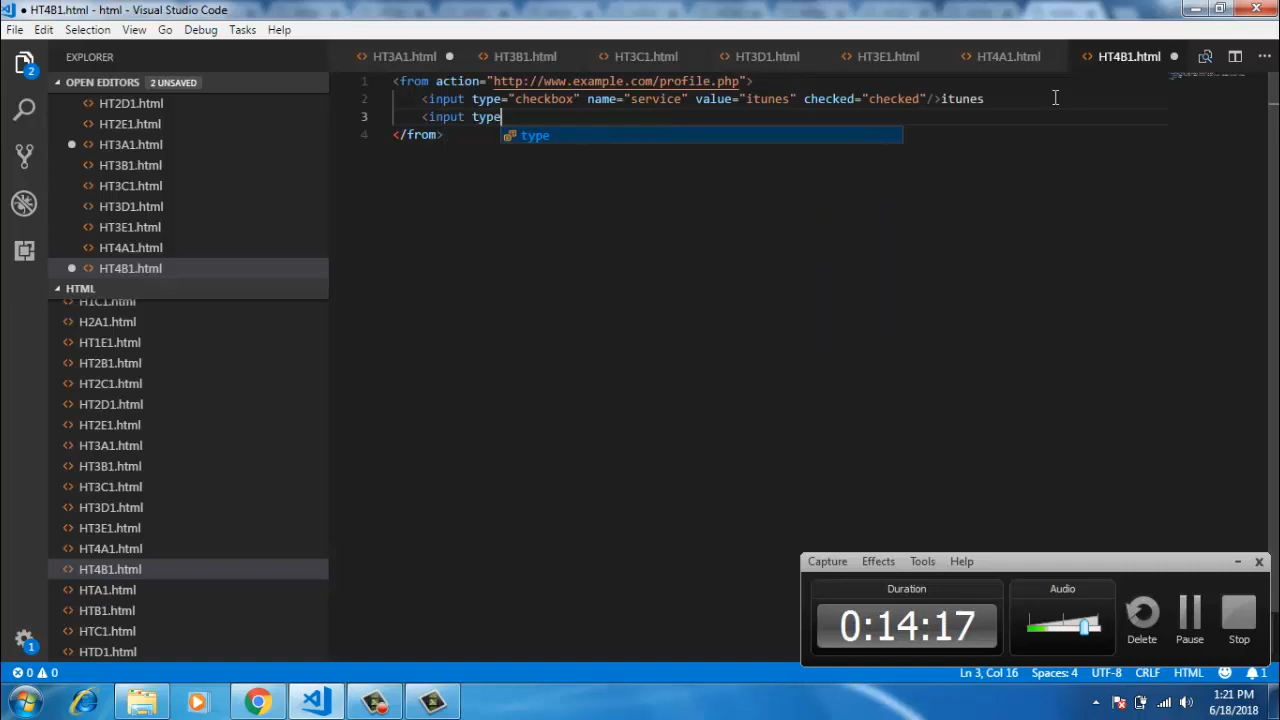 ● HT4B1.html - html - Visual Studio Code
File Edit Selection View Go Debug Tasks Help
EXPLORER
HT3A1.html HT3B1.html HT3C1.html HT3D1.html HT3E1.html HT4A1.html HT4B1.html
OPEN EDITORS 2 UNSAVED
HT2D1.html
HT2E1.html
HT3A1.html
HT3B1.html
HT3C1.html
HT3D1.html
HT3E1.html
HT4A1.html
HT4B1.html
HTML
H1C1.html
H2A1.html
HT1E1.html
HT2B1.html
HT2C1.html
HT2D1.html
HT2E1.html
HT3A1.html
HT3B1.html
HT3C1.html
HT3D1.html
HT3E1.html
HT4A1.html
HT4B1.html
HTA1.html
HTB1.html
HTC1.html
HTD1.html
2
1
1 <from action="http://www.example.com/profile.php">
2 <input type="checkbox" name="service" value="itunes" checked="checked"/>itunes
3 <input type
4 </from>
type
Capture Effects Tools Help
Duration
0:14:17
Audio
Delete Pause Stop
0 0 Ln 3, Col 16 Spaces: 4 UTF-8 CRLF HTML 1
1:21 PM
6/18/2018